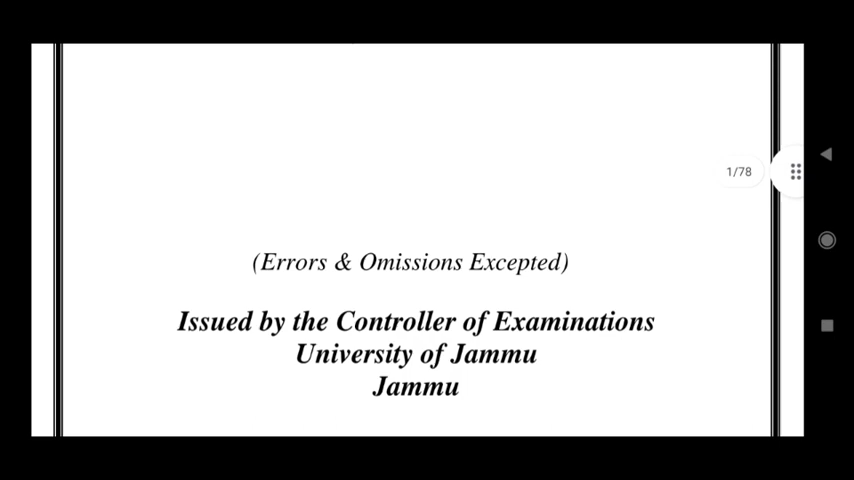 1/78
(Errors & Omissions Excepted)
Issued by the Controller of Examinations
University of Jammu
Jammu